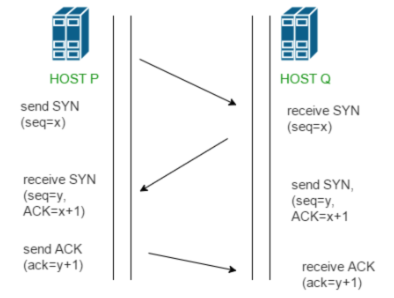 HOST P
HOST Q
send SYN
(seq=x)
receive SYN
(seq=x)
receive SYN
(seq=y,
ACK=x+1)
send SYN,
(seq=y,
ACK=x+1
send ACK
(ack=y+1)
receive ACK
(ack=y+1)